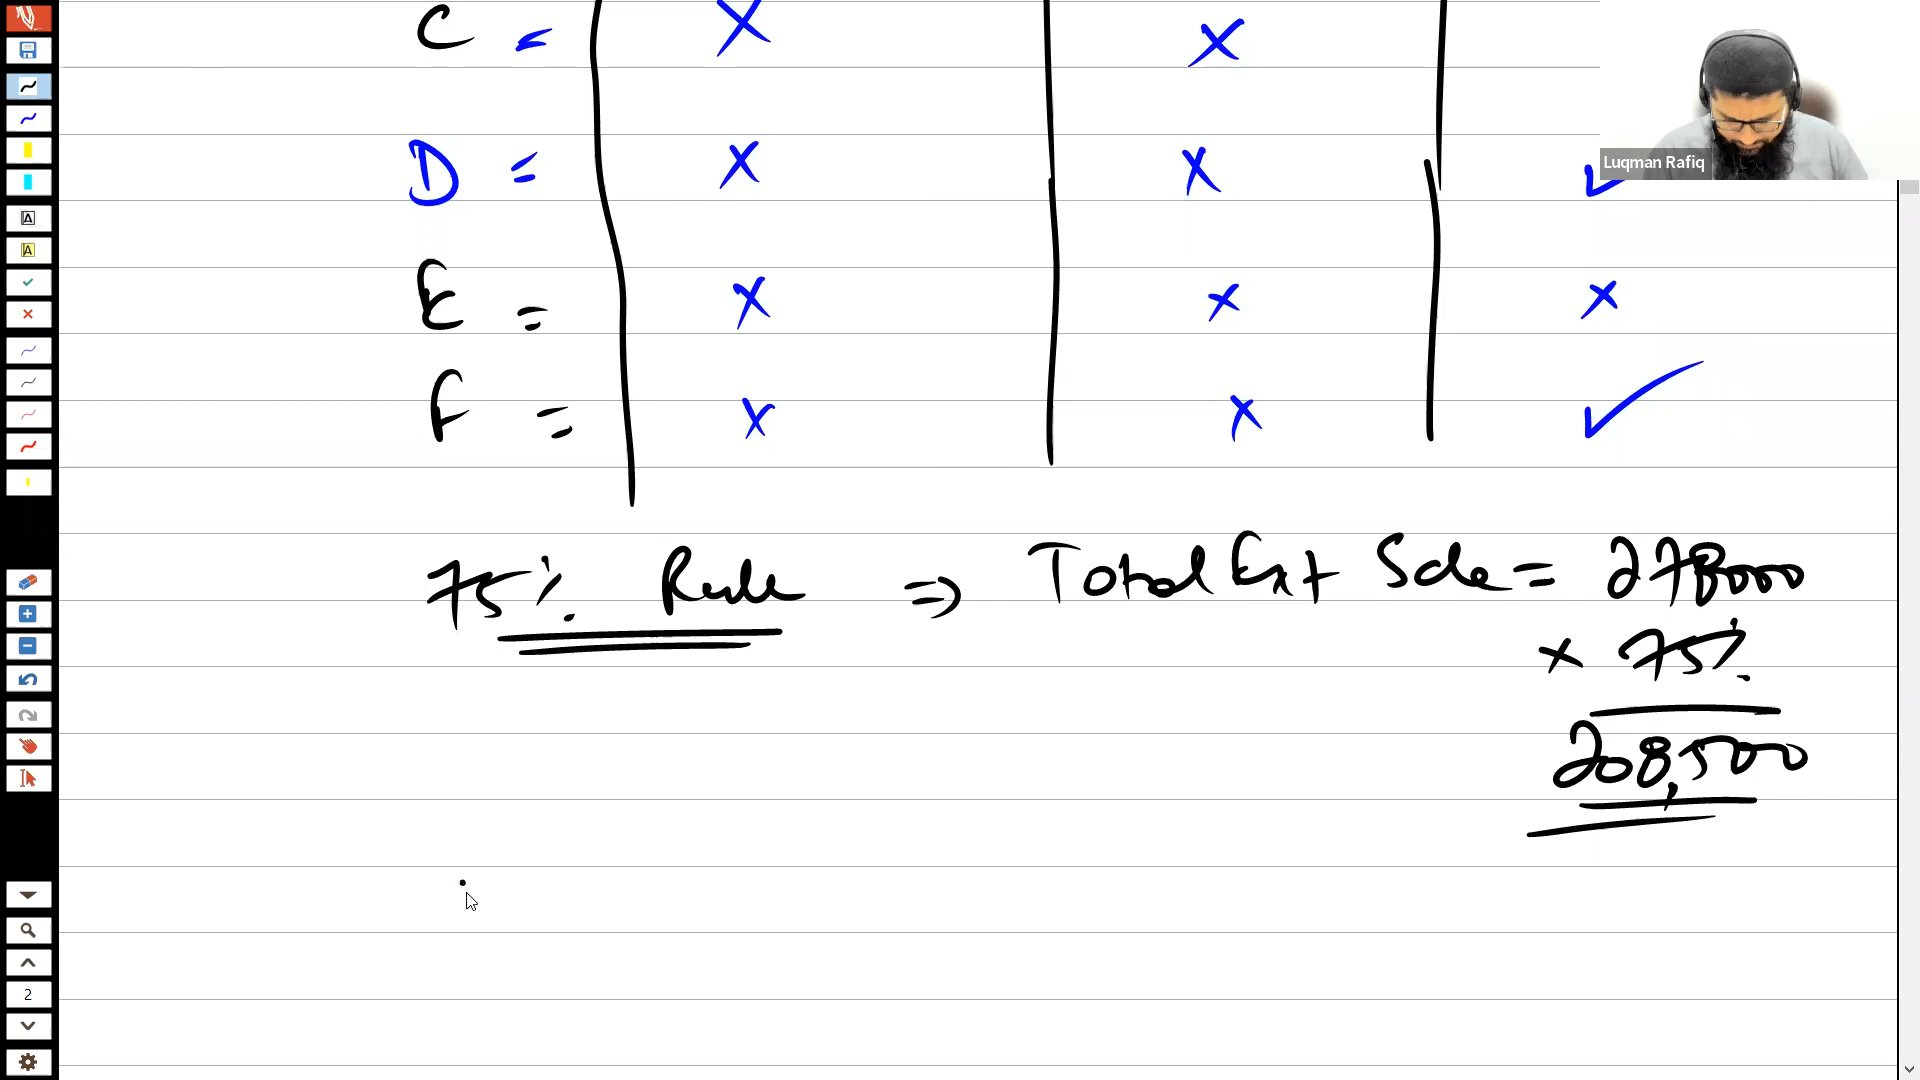 C = X X
Luqman Rafiq
D = X X ✓
E = X X X
F = X X ✓
75% Rule => Total Ext Sale = 278000
x 75%
208,500
2